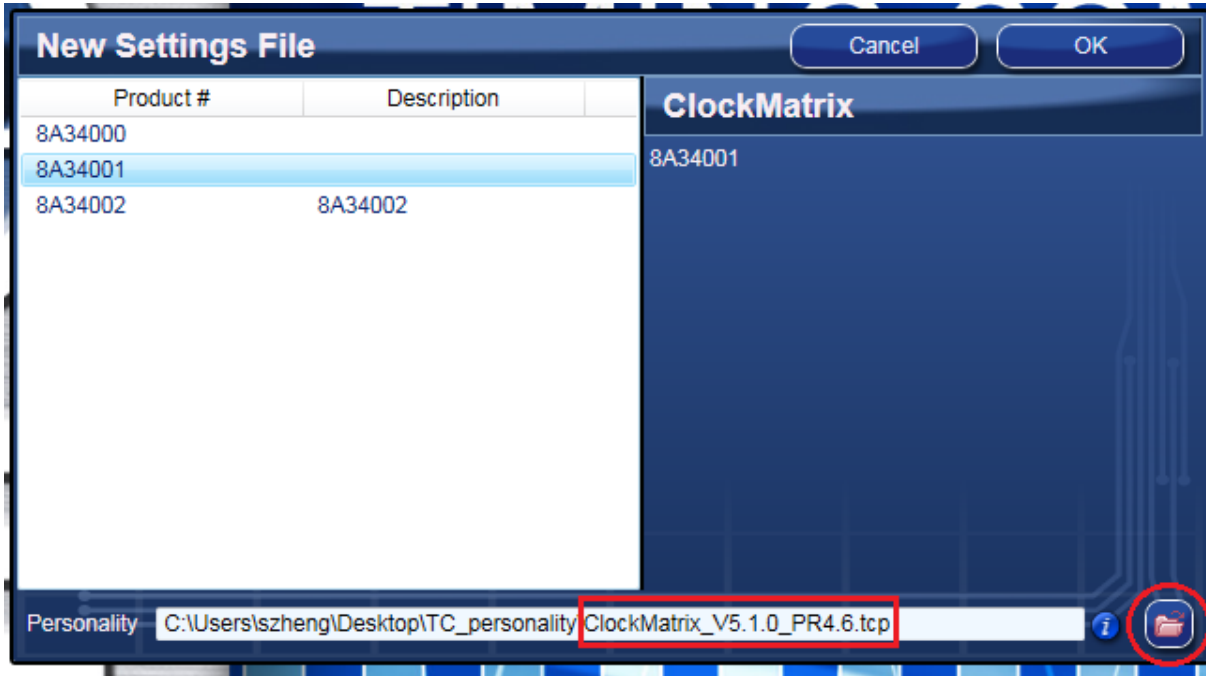 New Settings File
Cancel
OK
Product #
Description
8A34000
8A34001
8A34002
8A34002
ClockMatrix
8A34001
Personality
C:\Users\szheng\Desktop\TC_personality\ClockMatrix_V5.1.0_PR4.6.tcp
i